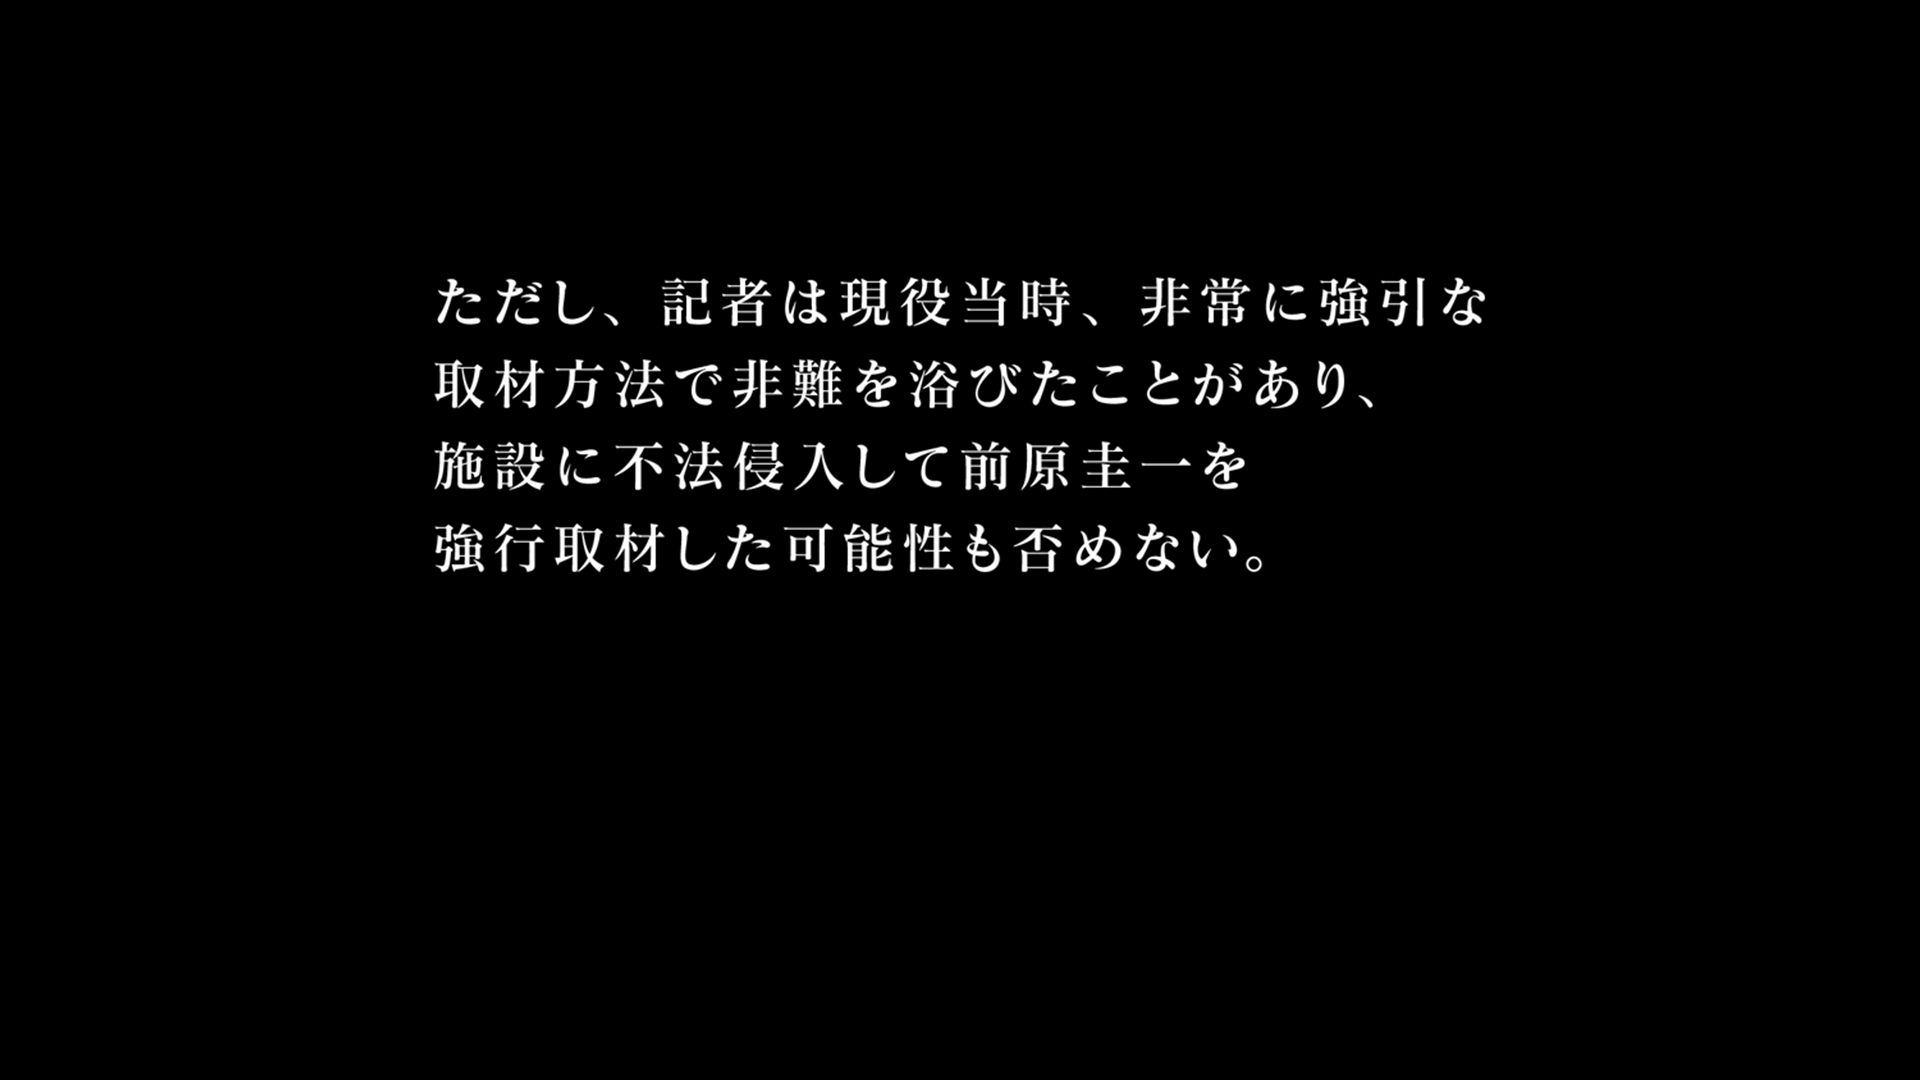 ただし、記者は現役当時、非常に強引な
取材方法で非難を浴びたことがあり、
施設に不法侵入して前原圭一を
強行取材した可能性も否めない。